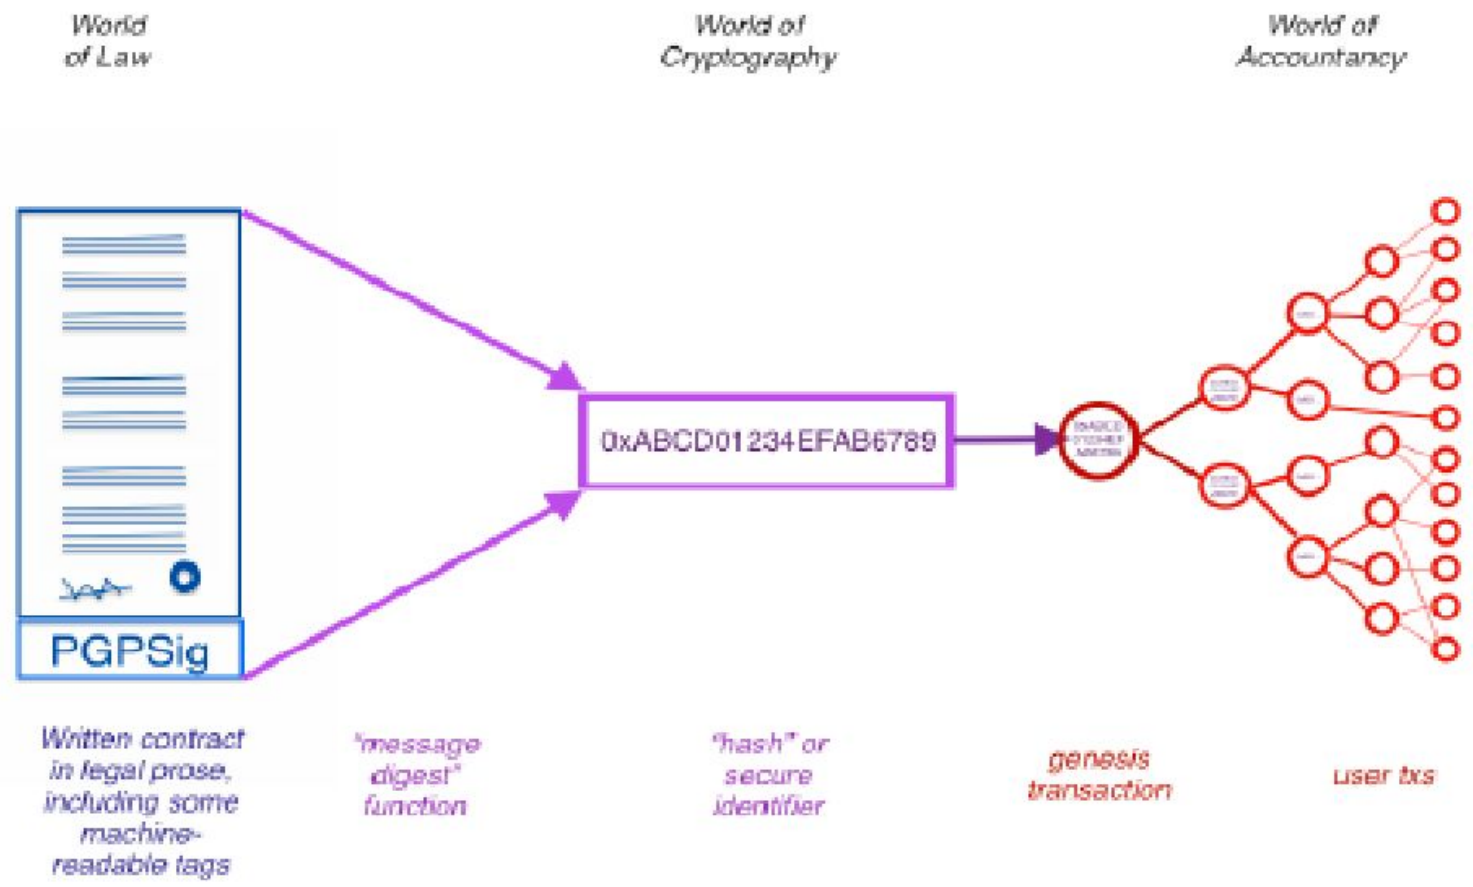 World
of Law
World of
Cryptography
World of
Accountancy
0xABCD01234EFAB6789
PGPSig
Written contract
in legal prose,
including some
machine-
readable tags
"message
digest"
function
"hash" or
secure
identifier
genesis
transaction
user txs